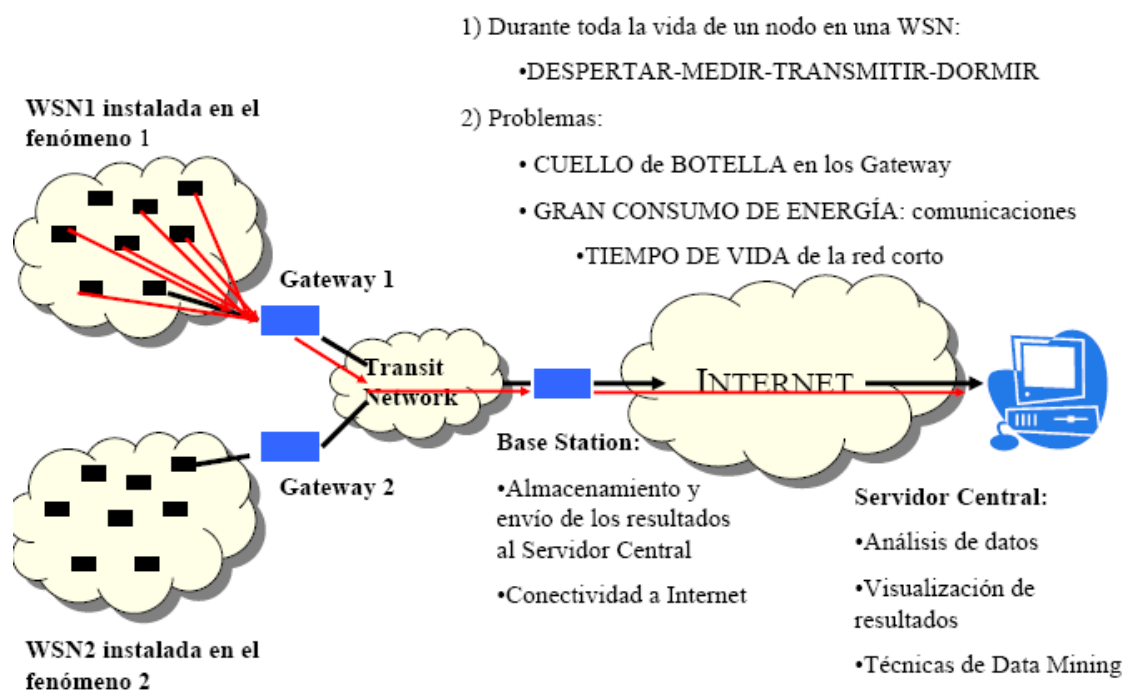 1) Durante toda la vida de un nodo en una WSN:
•DESPERTAR-MEDIR-TRANSMITIR-DORMIR
2) Problemas:
• CUELLO de BOTELLA en los Gateway
• GRAN CONSUMO DE ENERGÍA: comunicaciones
•TIEMPO DE VIDA de la red corto
WSN1 instalada en el
fenómeno 1
Gateway 1
Transit
Network
INTERNET
Gateway 2
WSN2 instalada en el
fenómeno 2
Base Station:
•Almacenamiento y
envío de los resultados
al Servidor Central
•Conectividad a Internet
Servidor Central:
•Análisis de datos
•Visualización de
resultados
•Técnicas de Data Mining